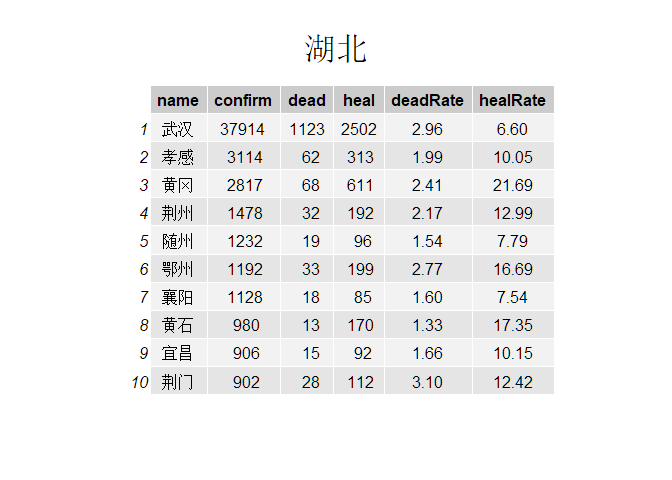 湖北
name confirm dead heal deadRate healRate
1 武汉 37914 1123 2502 2.96 6.60
2 孝感 3114 62 313 1.99 10.05
3 黄冈 2817 68 611 2.41 21.69
4 荆州 1478 32 192 2.17 12.99
5 随州 1232 19 96 1.54 7.79
6 鄂州 1192 33 199 2.77 16.69
7 襄阳 1128 18 85 1.60 7.54
8 黄石 980 13 170 1.33 17.35
9 宜昌 906 15 92 1.66 10.15
10 荆门 902 28 112 3.10 12.42